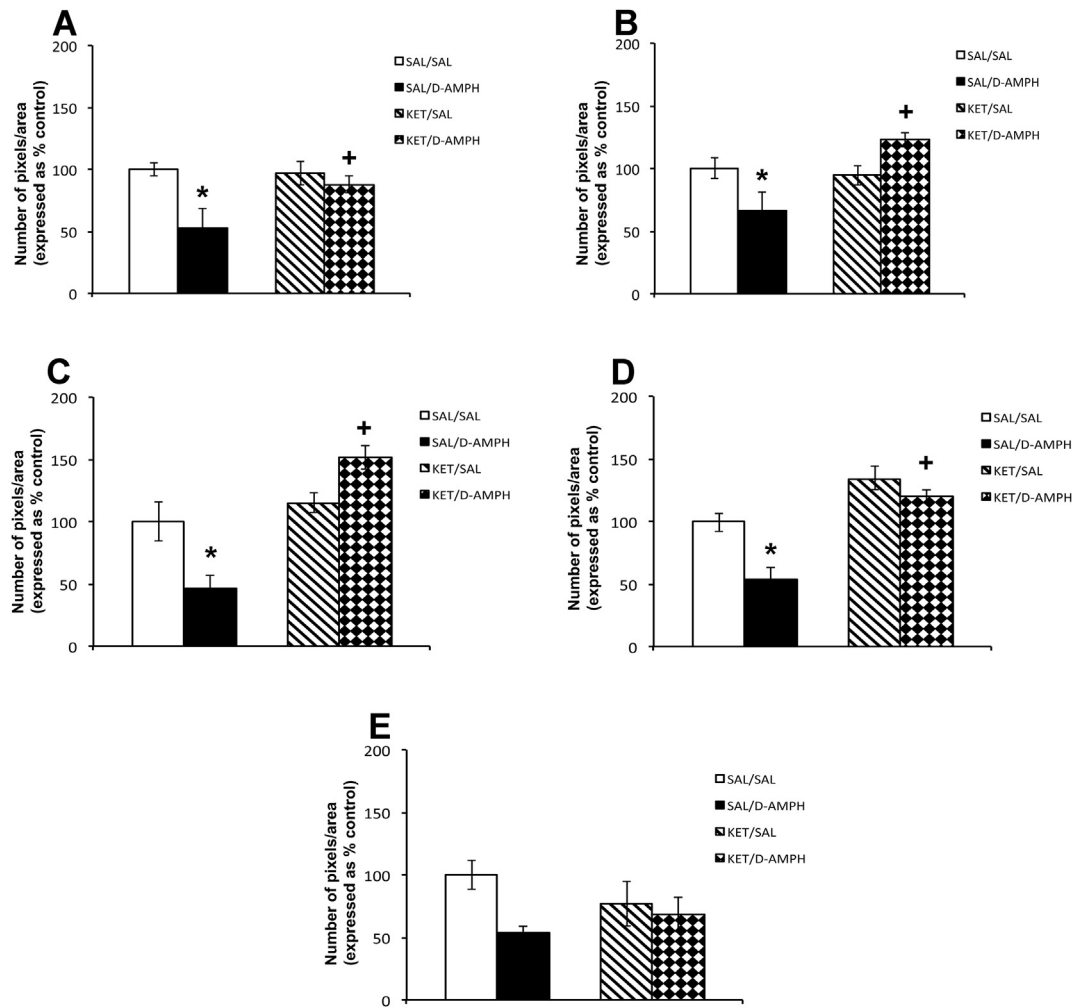 A
Number of pixels/area
(expressed as % control)
200
150
100
50
0
*
+
SAL/SAL
SAL/D-AMPH
KET/SAL
KET/D-AMPH
B
Number of pixels/area
(expressed as % control)
200
150
100
50
0
*
+
SAL/SAL
SAL/D-AMPH
KET/SAL
KET/D-AMPH
C
Number of pixels/area
(expressed as % control)
200
150
100
50
0
*
+
SAL/SAL
SAL/D-AMPH
KET/SAL
KET/D-AMPH
D
Number of pixels/area
(expressed as % control)
200
150
100
50
0
*
+
SAL/SAL
SAL/D-AMPH
KET/SAL
KET/D-AMPH
E
Number of pixels/area
(expressed as % control)
200
150
100
50
0
SAL/SAL
SAL/D-AMPH
KET/SAL
KET/D-AMPH